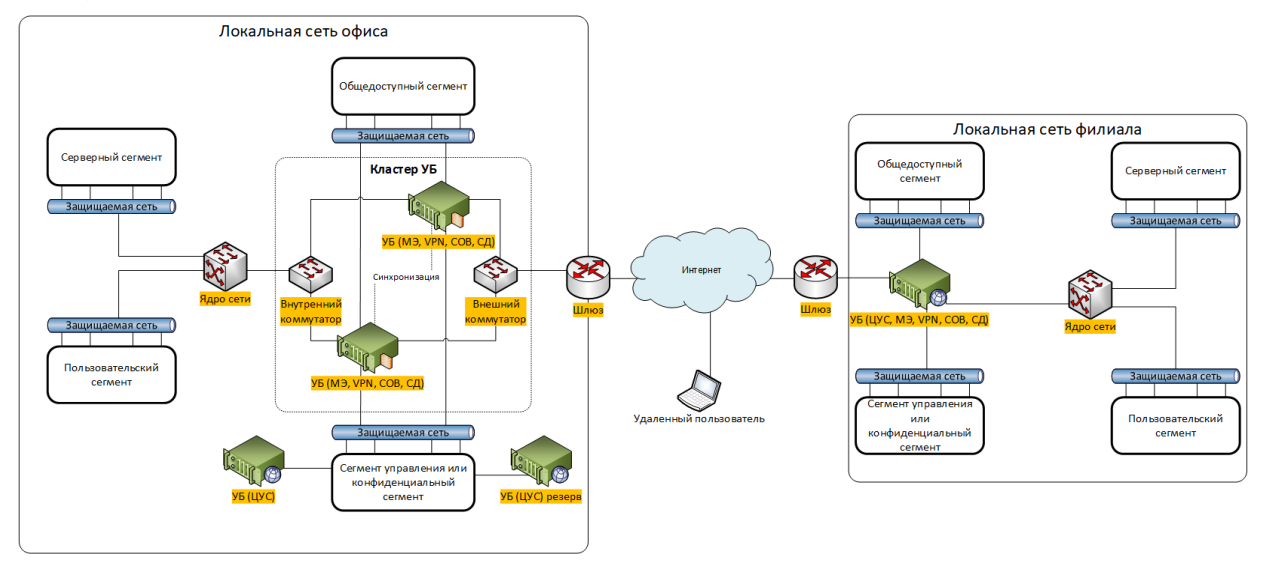 Локальная сеть офиса
Общедоступный сегмент
Защищаемая сеть
Серверный сегмент
Защищаемая сеть
Кластер УБ
УБ (МЭ, VPN, СОВ, СД)
Синхронизация
Ядро сети
Внутренний
коммутатор
Внешний
коммутатор
Шлюз
Защищаемая сеть
Пользовательский
сегмент
УБ (МЭ, VPN, СОВ, СД)
Защищаемая сеть
Сегмент управления или
конфиденциальный
сегмент
УБ (ЦУС)
УБ (ЦУС) резерв
Интернет
Удаленный пользователь
Локальная сеть филиала
Общедоступный
сегмент
Защищаемая сеть
Серверный сегмент
Защищаемая сеть
Шлюз
УБ (ЦУС, МЭ, VPN, СОВ, СД)
Ядро сети
Защищаемая сеть
Сегмент управления
или
конфиденциальный
сегмент
Защищаемая сеть
Пользовательский
сегмент